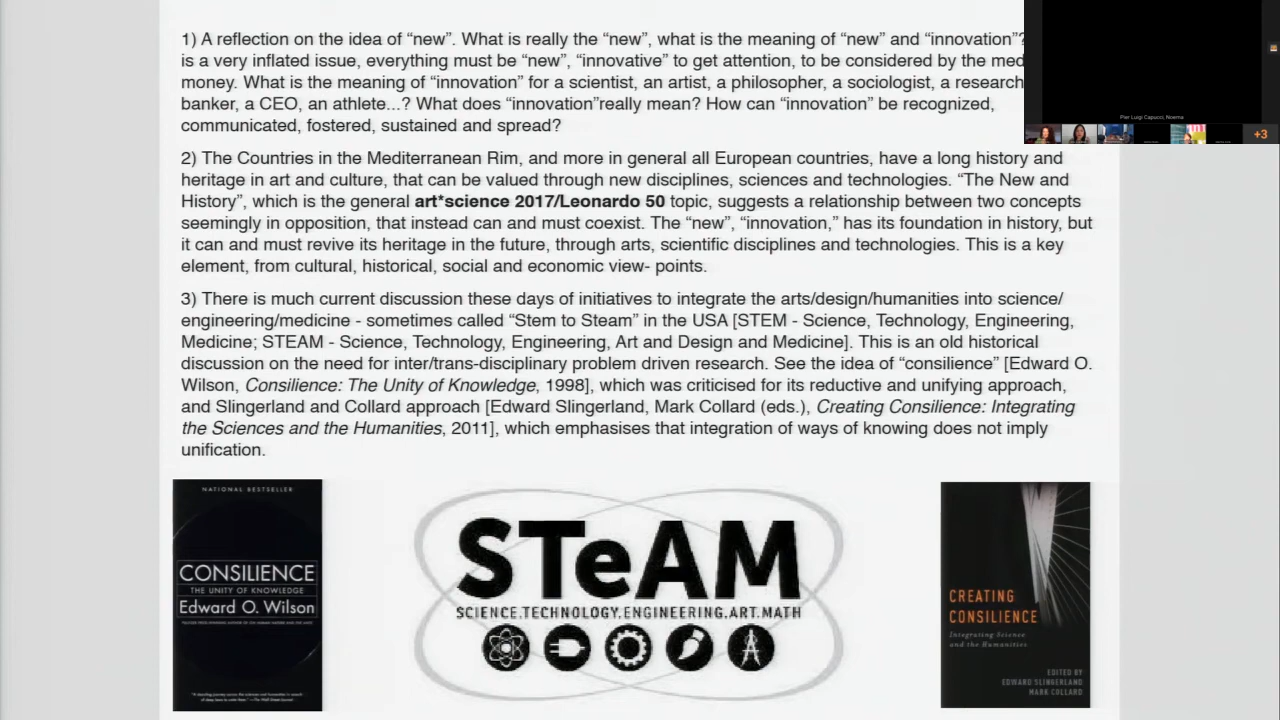 1) A reflection on the idea of “new”. What is really the “new”, what is the meaning of “new” and “innovation”?
is a very inflated issue, everything must be “new”, “innovative” to get attention, to be considered by the med
money. What is the meaning of “innovation” for a scientist, an artist, a philosopher, a sociologist, a research
banker, a CEO, an athlete...? What does “innovation”really mean? How can “innovation” be recognized,
communicated, fostered, sustained and spread?
2) The Countries in the Mediterranean Rim, and more in general all European countries, have a long history and
heritage in art and culture, that can be valued through new disciplines, sciences and technologies. “The New and
History”, which is the general art*science 2017/Leonardo 50 topic, suggests a relationship between two concepts
seemingly in opposition, that instead can and must coexist. The “new”, “innovation,” has its foundation in history, but
it can and must revive its heritage in the future, through arts, scientific disciplines and technologies. This is a key
element, from cultural, historical, social and economic view- points.
3) There is much current discussion these days of initiatives to integrate the arts/design/humanities into science/
engineering/medicine - sometimes called “Stem to Steam” in the USA [STEM - Science, Technology, Engineering,
Medicine; STEAM - Science, Technology, Engineering, Art and Design and Medicine]. This is an old historical
discussion on the need for inter/trans-disciplinary problem driven research. See the idea of “consilience” [Edward O.
Wilson, Consilience: The Unity of Knowledge, 1998], which was criticised for its reductive and unifying approach,
and Slingerland and Collard approach [Edward Slingerland, Mark Collard (eds.), Creating Consilience: Integrating
the Sciences and the Humanities, 2011], which emphasises that integration of ways of knowing does not imply
unification.
Pier Luigi Capucci, Noema
+3
NATIONAL BESTSELLER
CONSILIENCE
THE UNITY OF KNOWLEDGE
Edward O. Wilson
STeAM
SCIENCE.TECHNOLOGY.ENGINEERING.ART.MATH
CREATING
CONSILIENCE
Integrating Science
and the Humanities
EDITED BY
EDWARD SLINGERLAND
MARK COLLARD